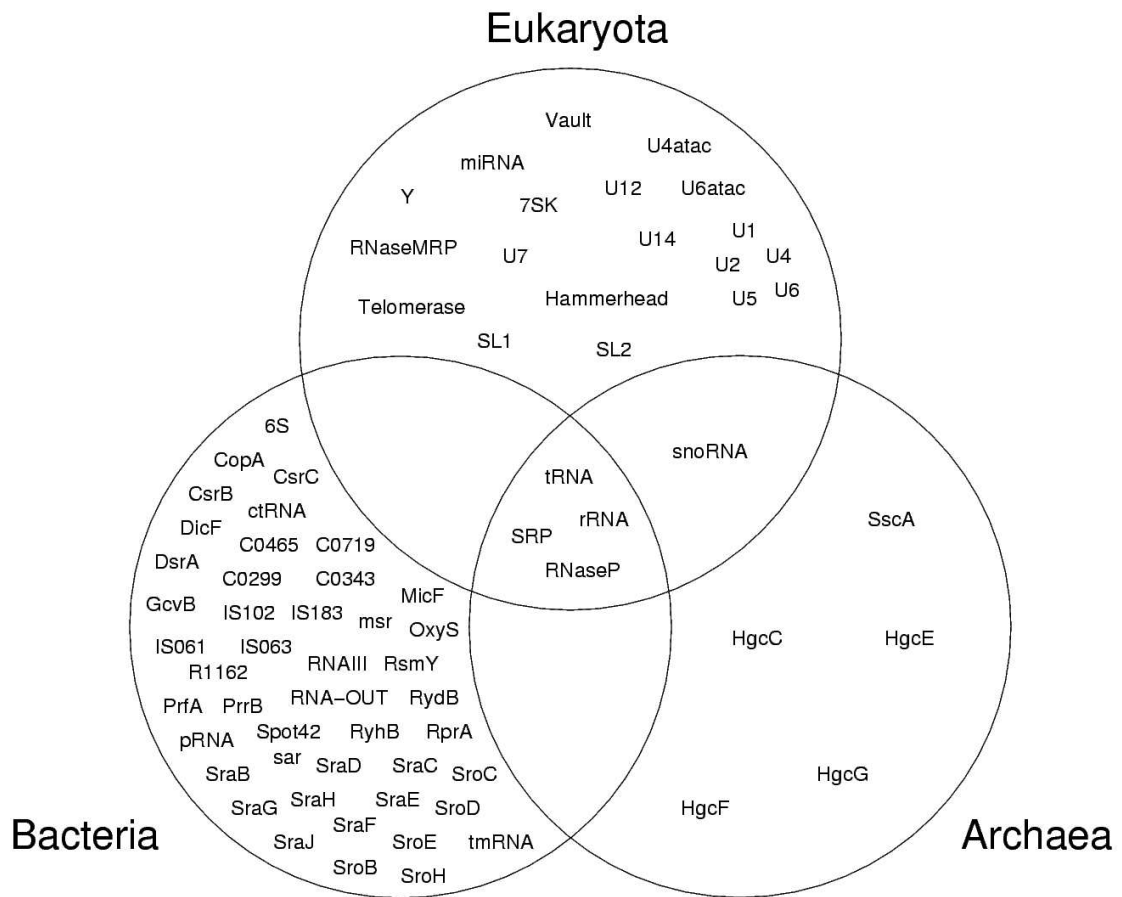 Eukaryota
Vault
U4atac
miRNA
U12 U6atac
Y
7SK
U1
U14
RNaseMRP
U7
U4
U2
U6
Hammerhead
U5
Telomerase
SL1
SL2
6S
snoRNA
CopA
CsrC
tRNA
CsrB
ctRNA
rRNA
SscA
DicF
SRP
C0465 C0719
DsrA
RNaseP
C0299 C0343
MicF
GcvB
IS102 IS183
msr
OxyS
HgcC HgcE
IS061 IS063
RNAIII RsmY
R1162
RNA-OUT RydB
PrfA PrrB
Spot42 RyhB RprA
pRNA
sar
SraD SraC
SraB
SroC
HgcG
SraH SraE
SraG
SroD
HgcF
SraF
Bacteria
Archaea
SraJ
SroE tmRNA
SroB
SroH